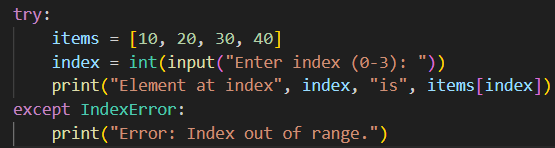 try:
    items = [10, 20, 30, 40]
    index = int(input("Enter index (0-3): "))
    print("Element at index", index, "is", items[index])
except IndexError:
    print("Error: Index out of range.")